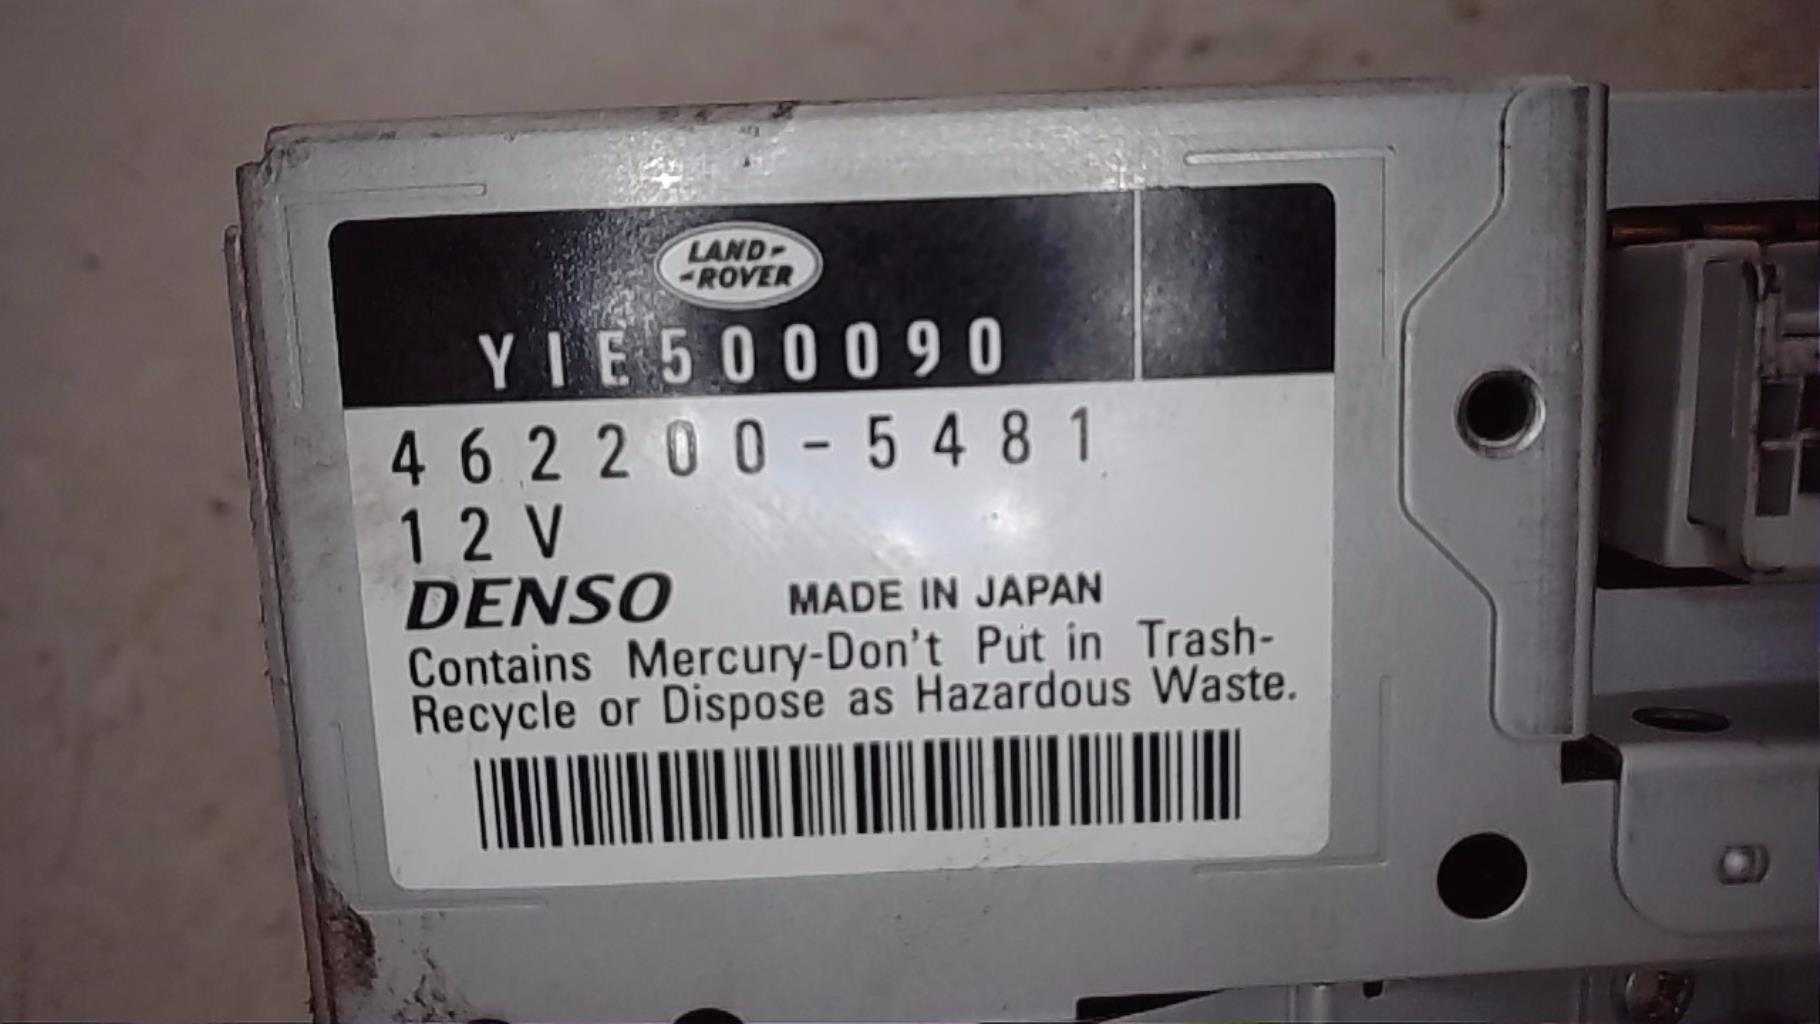 LAND-
-ROVER
YIE500090
462200-5481
12V
DENSO MADE IN JAPAN
Contains Mercury-Don't Put in Trash-
Recycle or Dispose as Hazardous Waste.